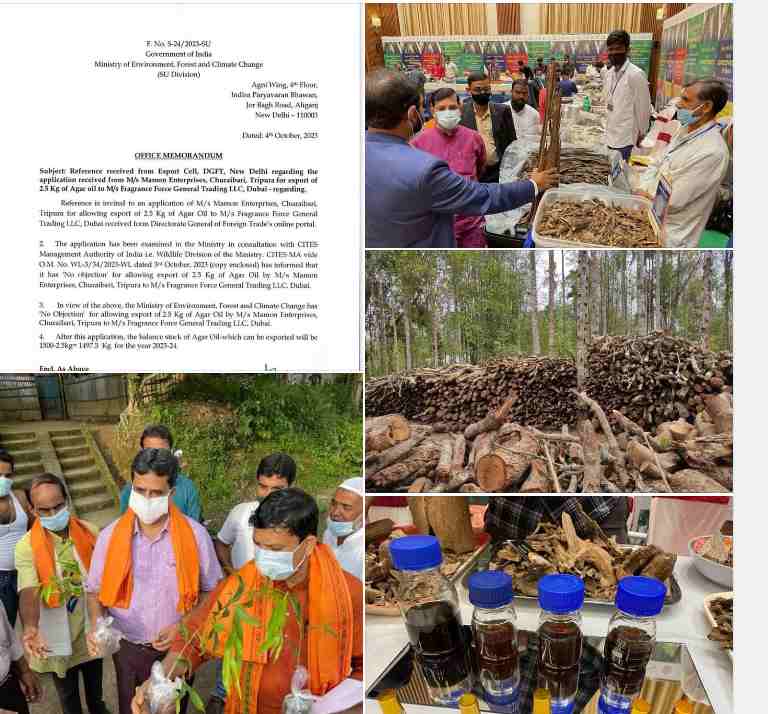 F. No. S-24/2023-SU
Government of India
Ministry of Environment, Forest and Climate Change
(SU Division)
Agni Wing, 4th Floor,
Indira Paryavaran Bhawan,
Jor Bagh Road, Aliganj
New Delhi – 110003
Dated: 4th October, 2023
OFFICE MEMORANDUM
Subject: Reference received from Export Cell, DGFT, New Delhi regarding the
application received from M/s Mamon Enterprises, Churaibari, Tripura for export of
2.5 Kg of Agar oil to M/s Fragrance Force General Trading LLC, Dubai - regarding.
Reference is invited to an application of M/s Mamon Enterprises, Churaibari,
Tripura for allowing export of 2.5 Kg of Agar Oil to M/s Fragrance Force General
Trading LLC, Dubai received from Directorate General of Foreign Trade's online portal.
2. The application has been examined in the Ministry in consultation with CITES
Management Authority of India i.e. Wildlife Division of the Ministry. CITES-MA vide
O.M. No. WL-3/34/2023-WL dated 3rd October, 2023 (copy enclosed) has informed that
it has 'No objection' for allowing export of 2.5 Kg of Agar Oil by M/s Mamon
Enterprises, Churaibari, Tripura to M/s Fragrance Force General Trading LLC, Dubai.
3. In view of the above, the Ministry of Environment, Forest and Climate Change has
'No Objection' for allowing export of 2.5 Kg of Agar Oil by M/s Mamon Enterprises,
Churaibari, Tripura to M/s Fragrance Force General Trading LLC, Dubai.
4. After this application, the balance stock of Agar Oil which can be exported will be
1500-2.5kg= 1497.5 Kg for the year 2023-24.
Encl. As Above